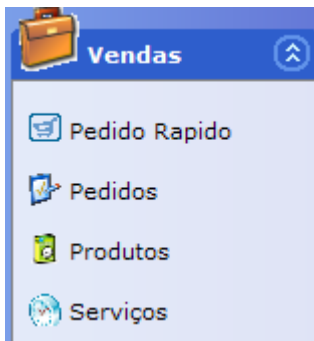 Vendas
Pedido Rapido
Pedidos
Produtos
Serviços